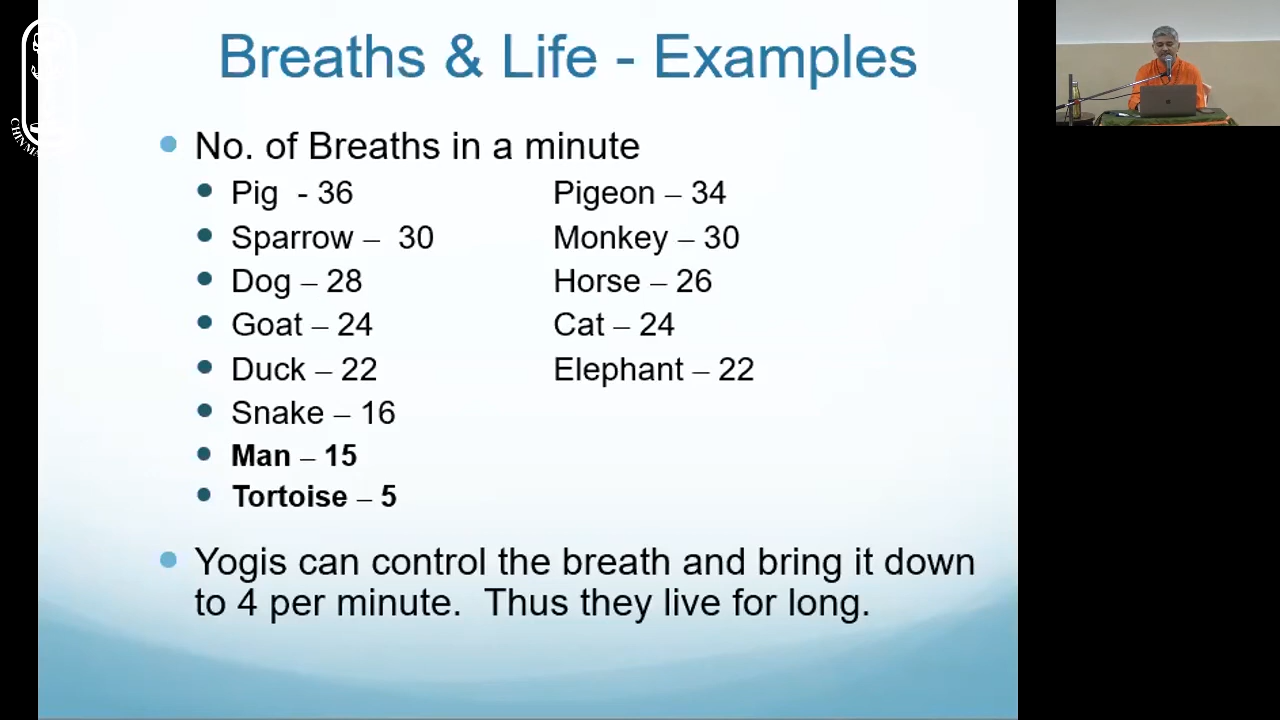 Breaths & Life - Examples
No. of Breaths in a minute
Pig - 36 Pigeon – 34
Sparrow – 30 Monkey – 30
Dog – 28 Horse – 26
Goat – 24 Cat – 24
Duck – 22 Elephant – 22
Snake – 16
Man – 15
Tortoise – 5
Yogis can control the breath and bring it down
to 4 per minute. Thus they live for long.